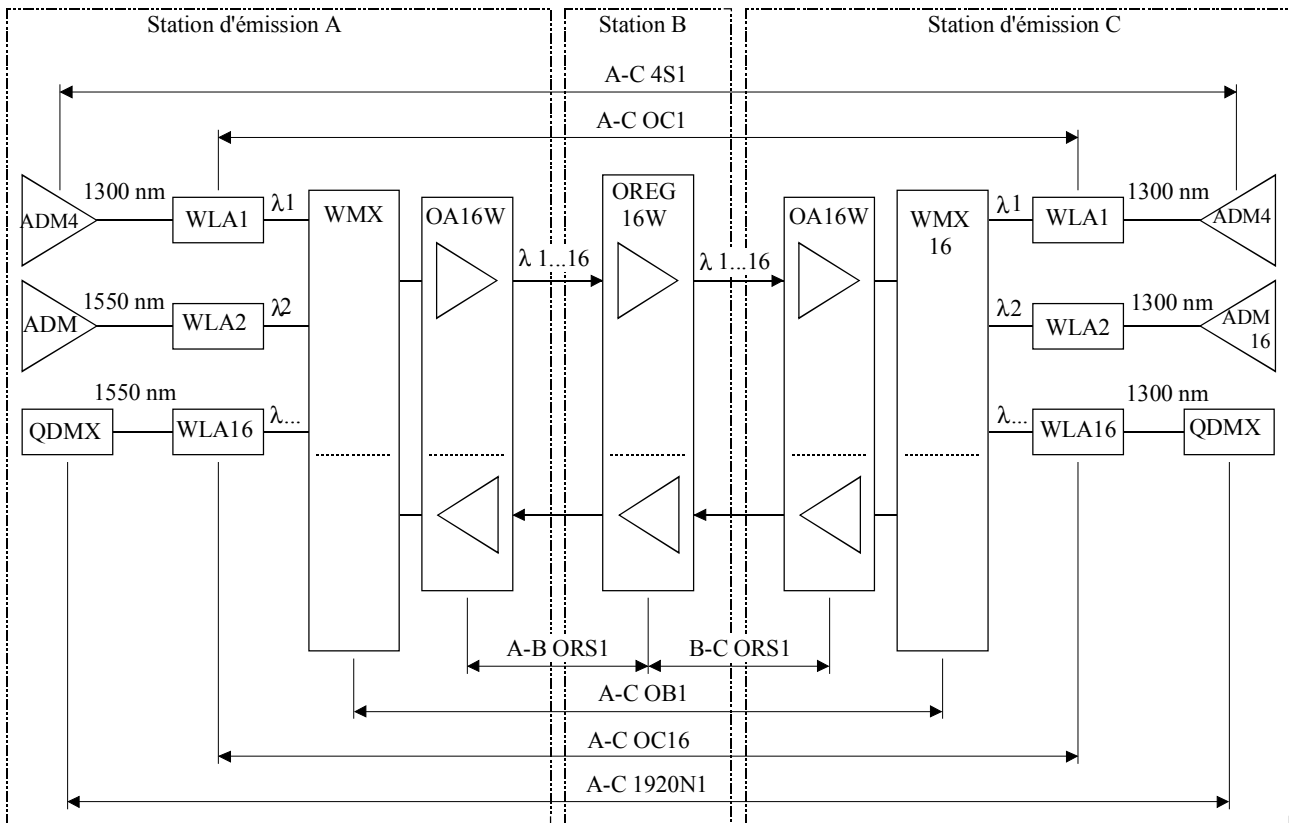 Station d'émission A
Station B
Station d'émission C
A-C 4S1
A-C OC1
ADM4
1300 nm
WLA1
λ1
WMX
OA16W
λ 1...16
OREG
16W
λ 1...16
OA16W
WMX
16
λ1
WLA1
1300 nm
ADM4
ADM
1550 nm
WLA2
λ2
λ2
WLA2
1300 nm
ADM
16
QDMX
1550 nm
WLA16
λ...
λ...
WLA16
1300 nm
QDMX
A-B ORS1
B-C ORS1
A-C OB1
A-C OC16
A-C 1920N1